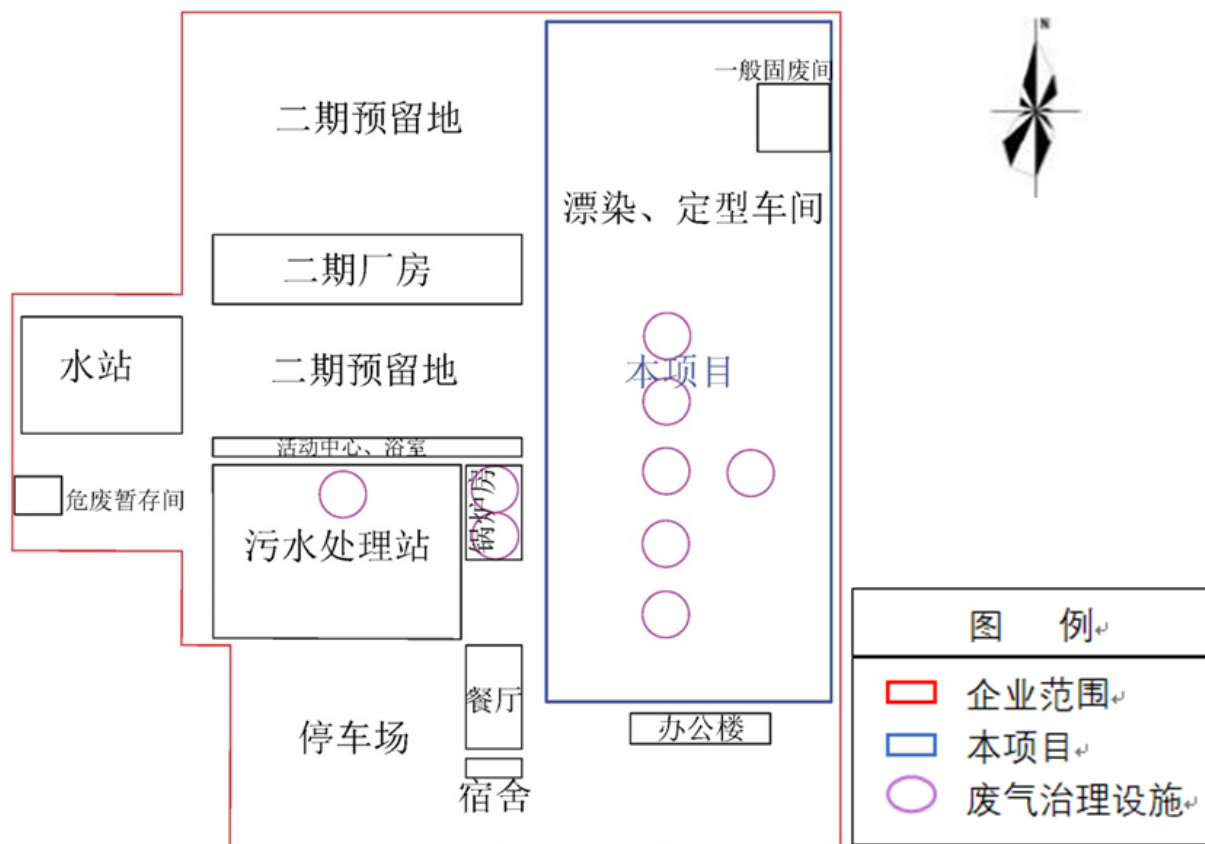 N
一般固废间
二期预留地
漂染、定型车间
二期厂房
水站
二期预留地
本项目
活动中心、浴室
危废暂存间
锅炉房
污水处理站
餐厅
停车场
办公楼
宿舍
图 例
企业范围
本项目
废气治理设施